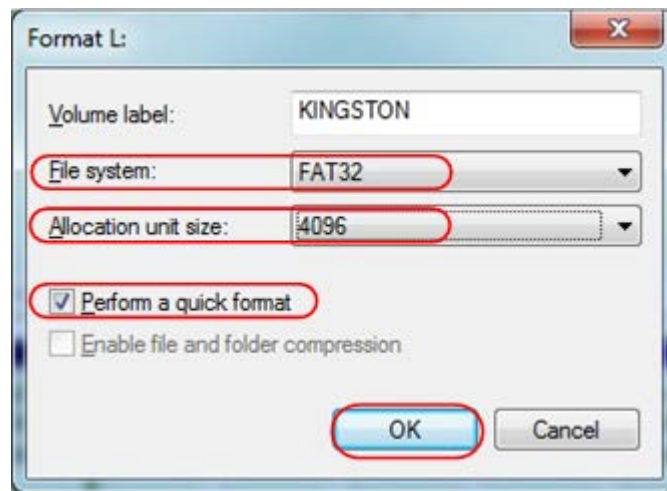 Format L:
Volume label: KINGSTON
File system: FAT32
Allocation unit size: 4096
Perform a quick format
Enable file and folder compression
OK Cancel